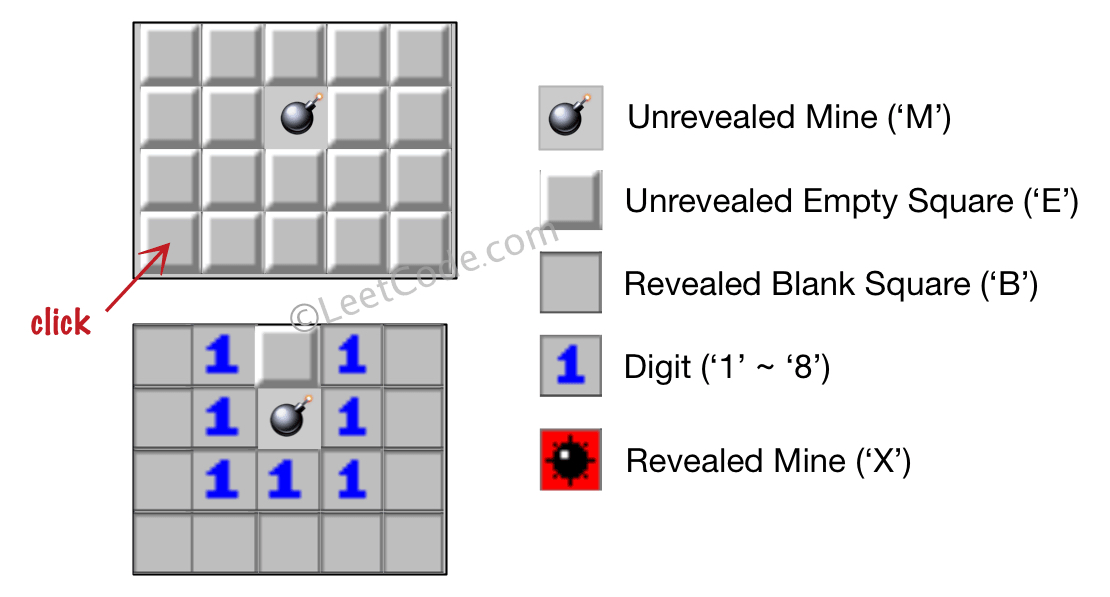 click
1 1
1 1
1 1 1
Unrevealed Mine (‘M’)
Unrevealed Empty Square (‘E’)
Revealed Blank Square (‘B’)
1 Digit (‘1’ ~ ‘8’)
Revealed Mine (‘X’)
©LeetCode.com